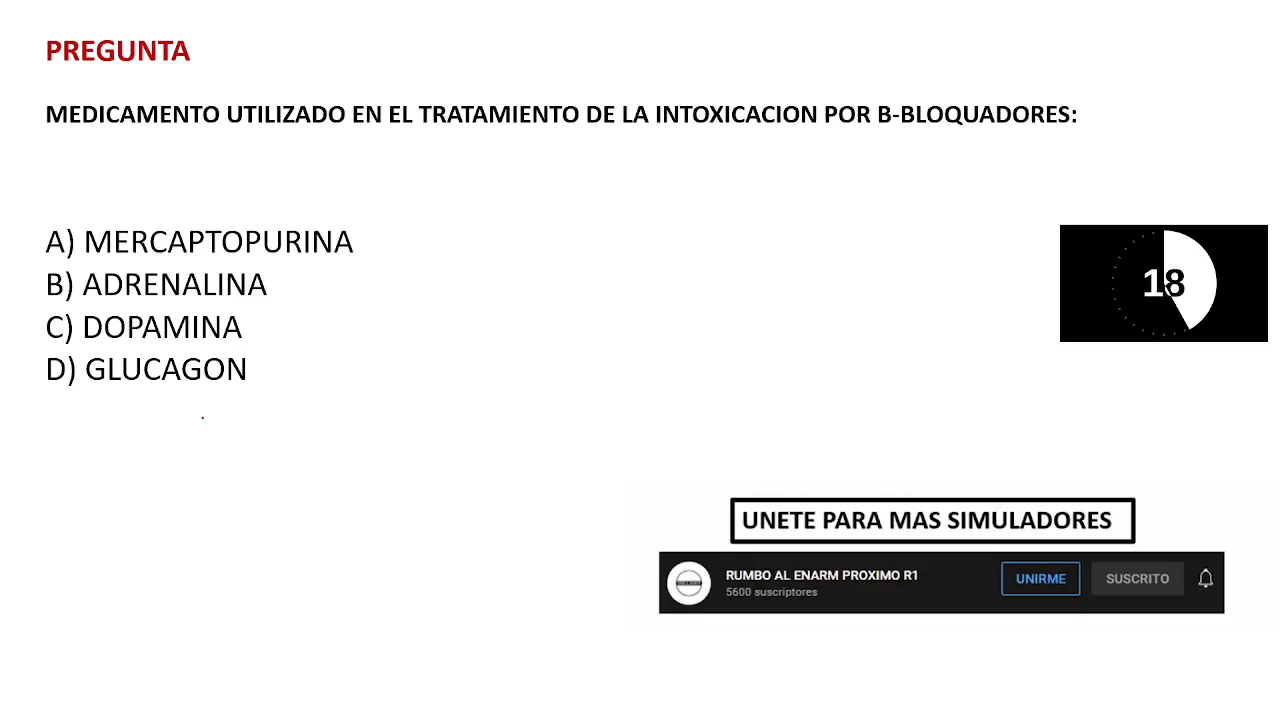 PREGUNTA
MEDICAMENTO UTILIZADO EN EL TRATAMIENTO DE LA INTOXICACION POR B-BLOQUADORES:
A) MERCAPTOPURINA
B) ADRENALINA
C) DOPAMINA
D) GLUCAGON
18
UNETE PARA MAS SIMULADORES
RUMBO AL ENARM PROXIMO R1
5600 suscriptores
UNIRME
SUSCRITO